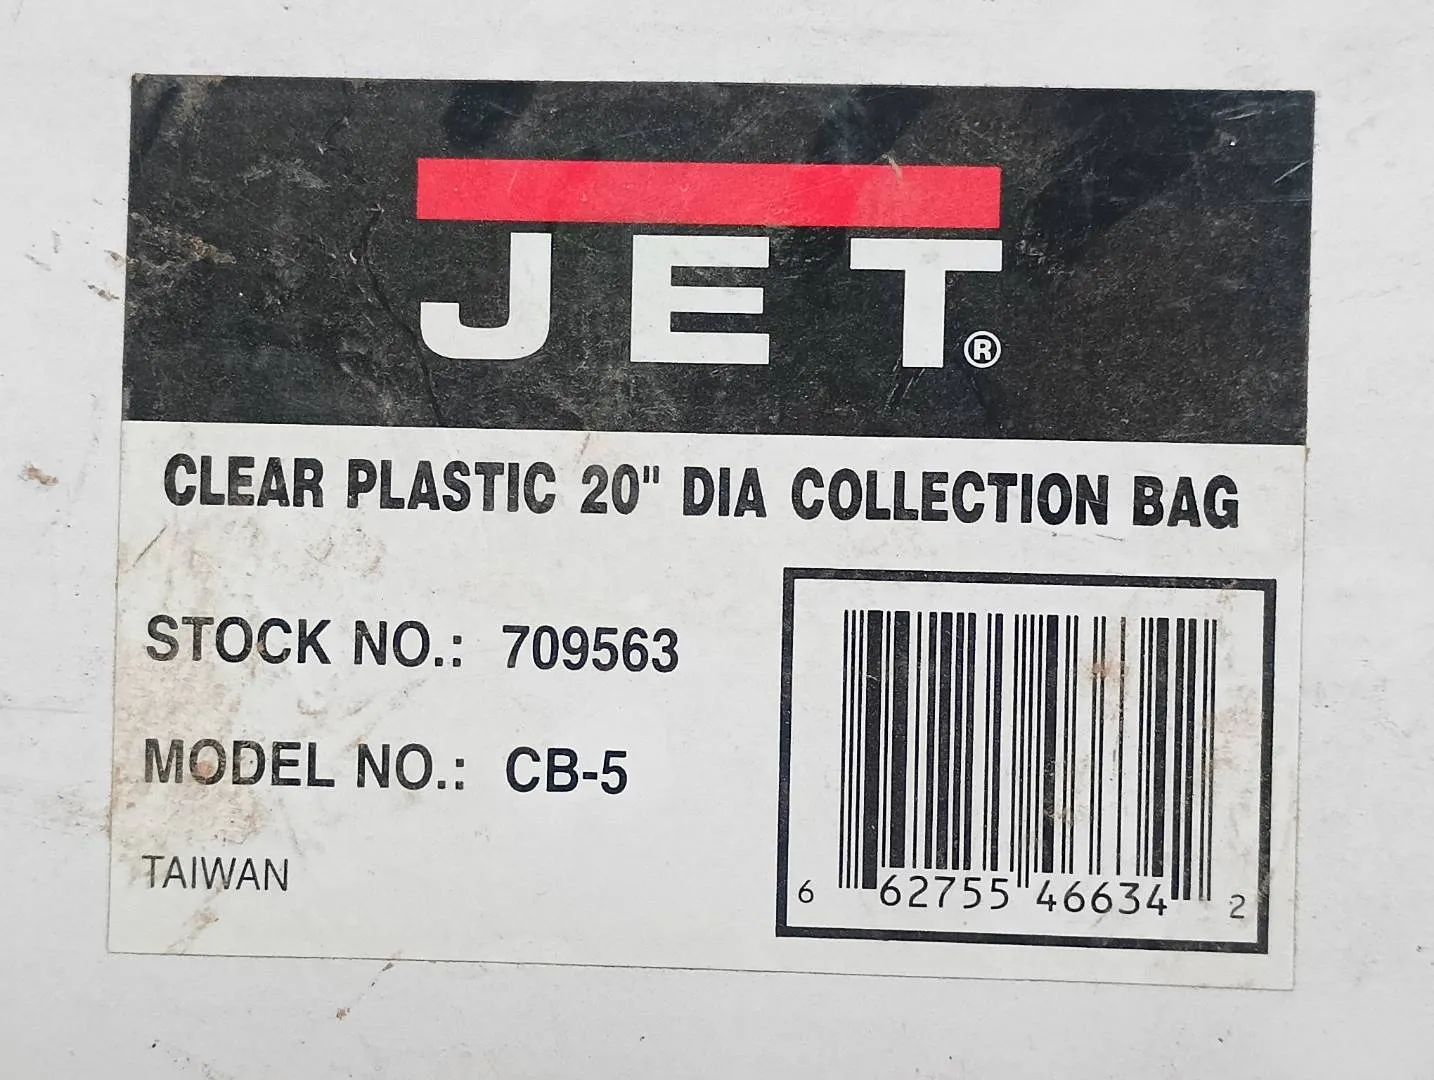 JET®
CLEAR PLASTIC 20" DIA COLLECTION BAG
STOCK NO.: 709563
MODEL NO.: CB-5
TAIWAN
6 62755 46634 2